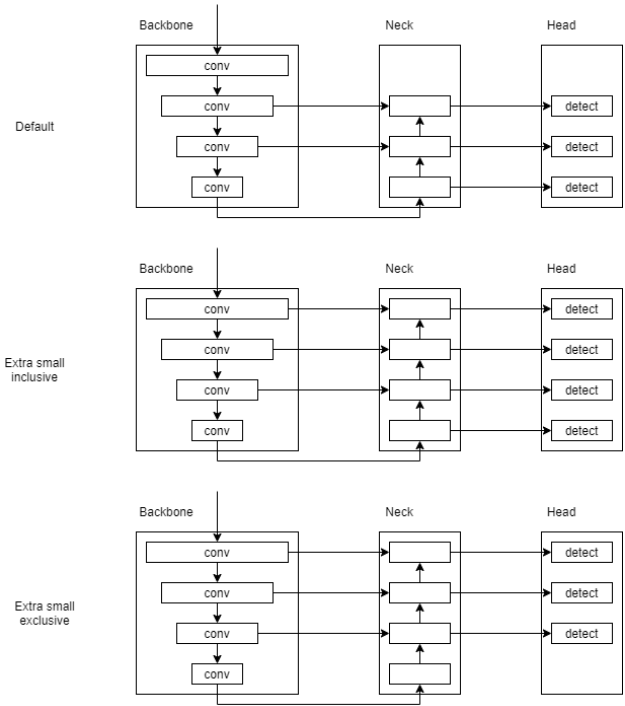 Backbone Neck Head
conv
conv detect
Default
conv detect
conv detect
Backbone Neck Head
conv detect
conv detect
Extra small
inclusive
conv detect
conv detect
Backbone Neck Head
conv detect
conv detect
Extra small
exclusive
conv detect
conv